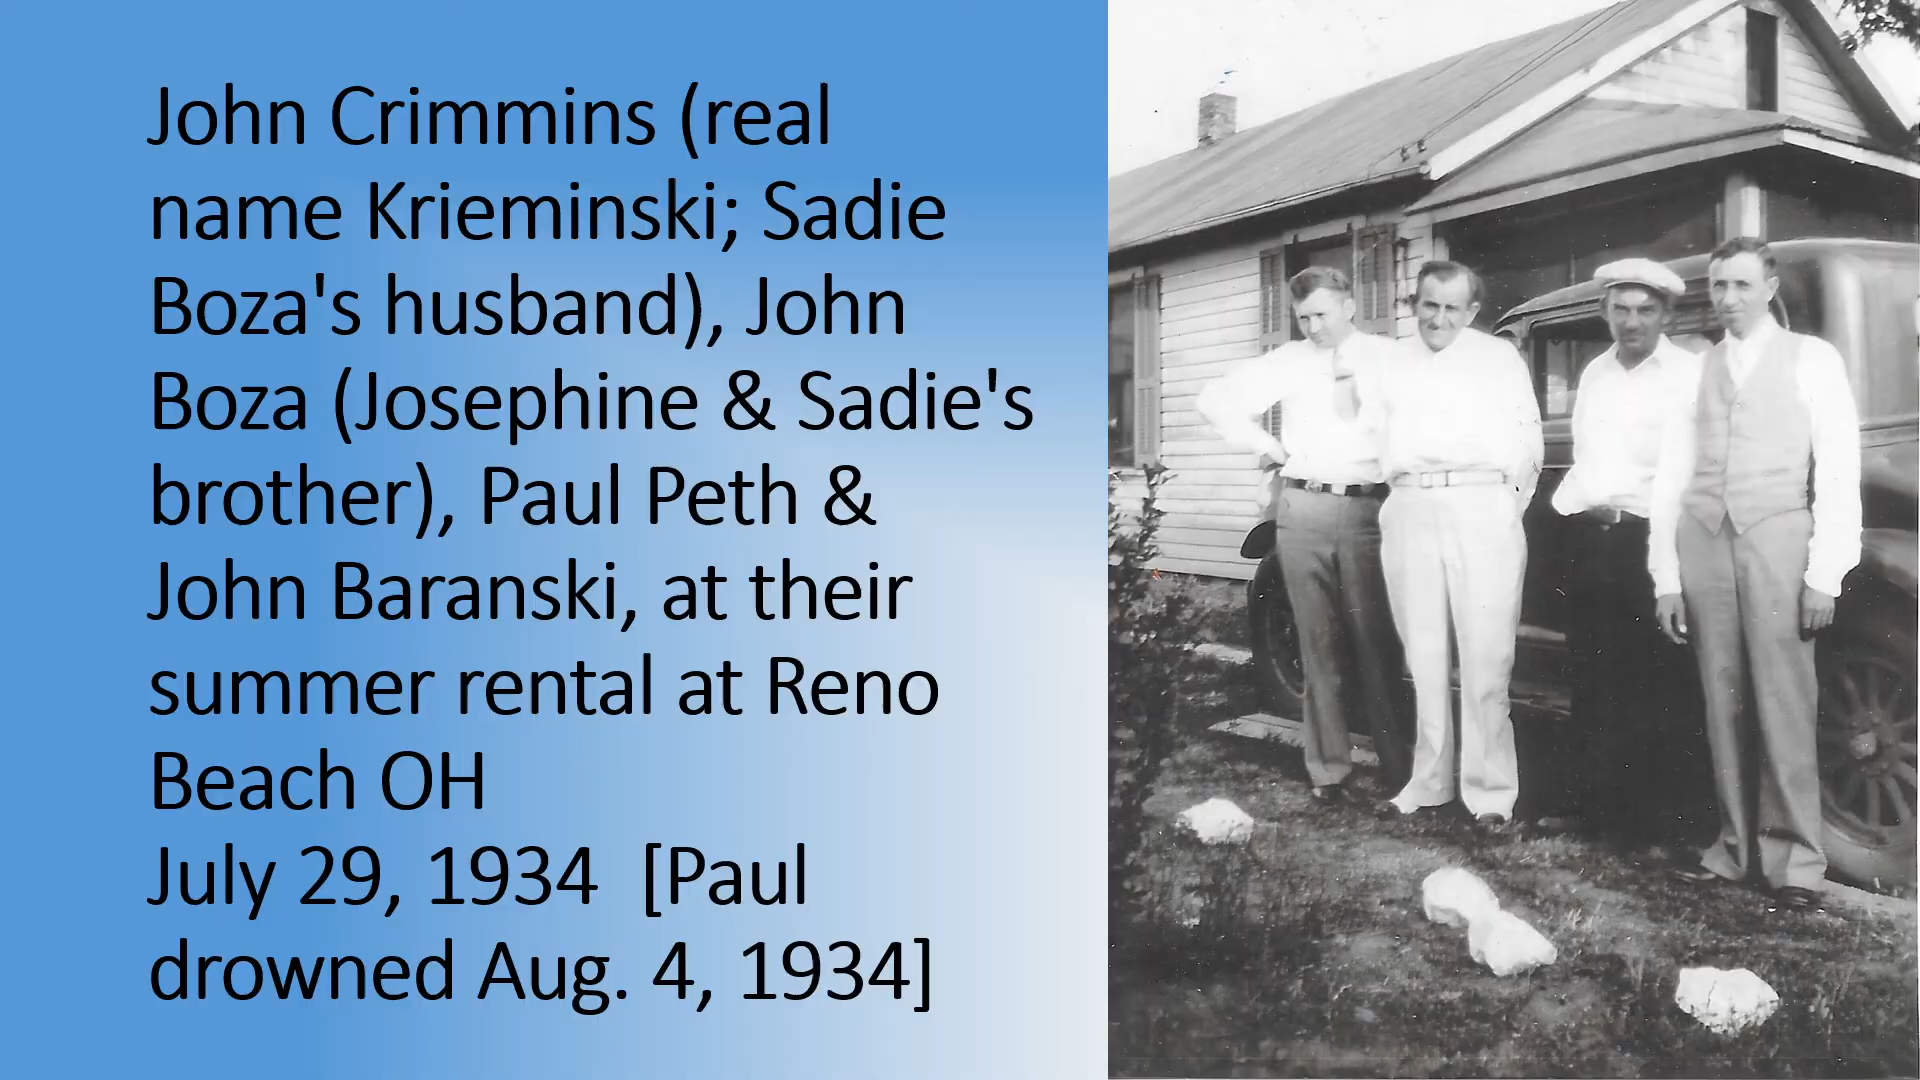 John Crimmins (real
name Krieminski; Sadie
Boza's husband), John
Boza (Josephine & Sadie's
brother), Paul Peth &
John Baranski, at their
summer rental at Reno
Beach OH
July 29, 1934  [Paul
drowned Aug. 4, 1934]